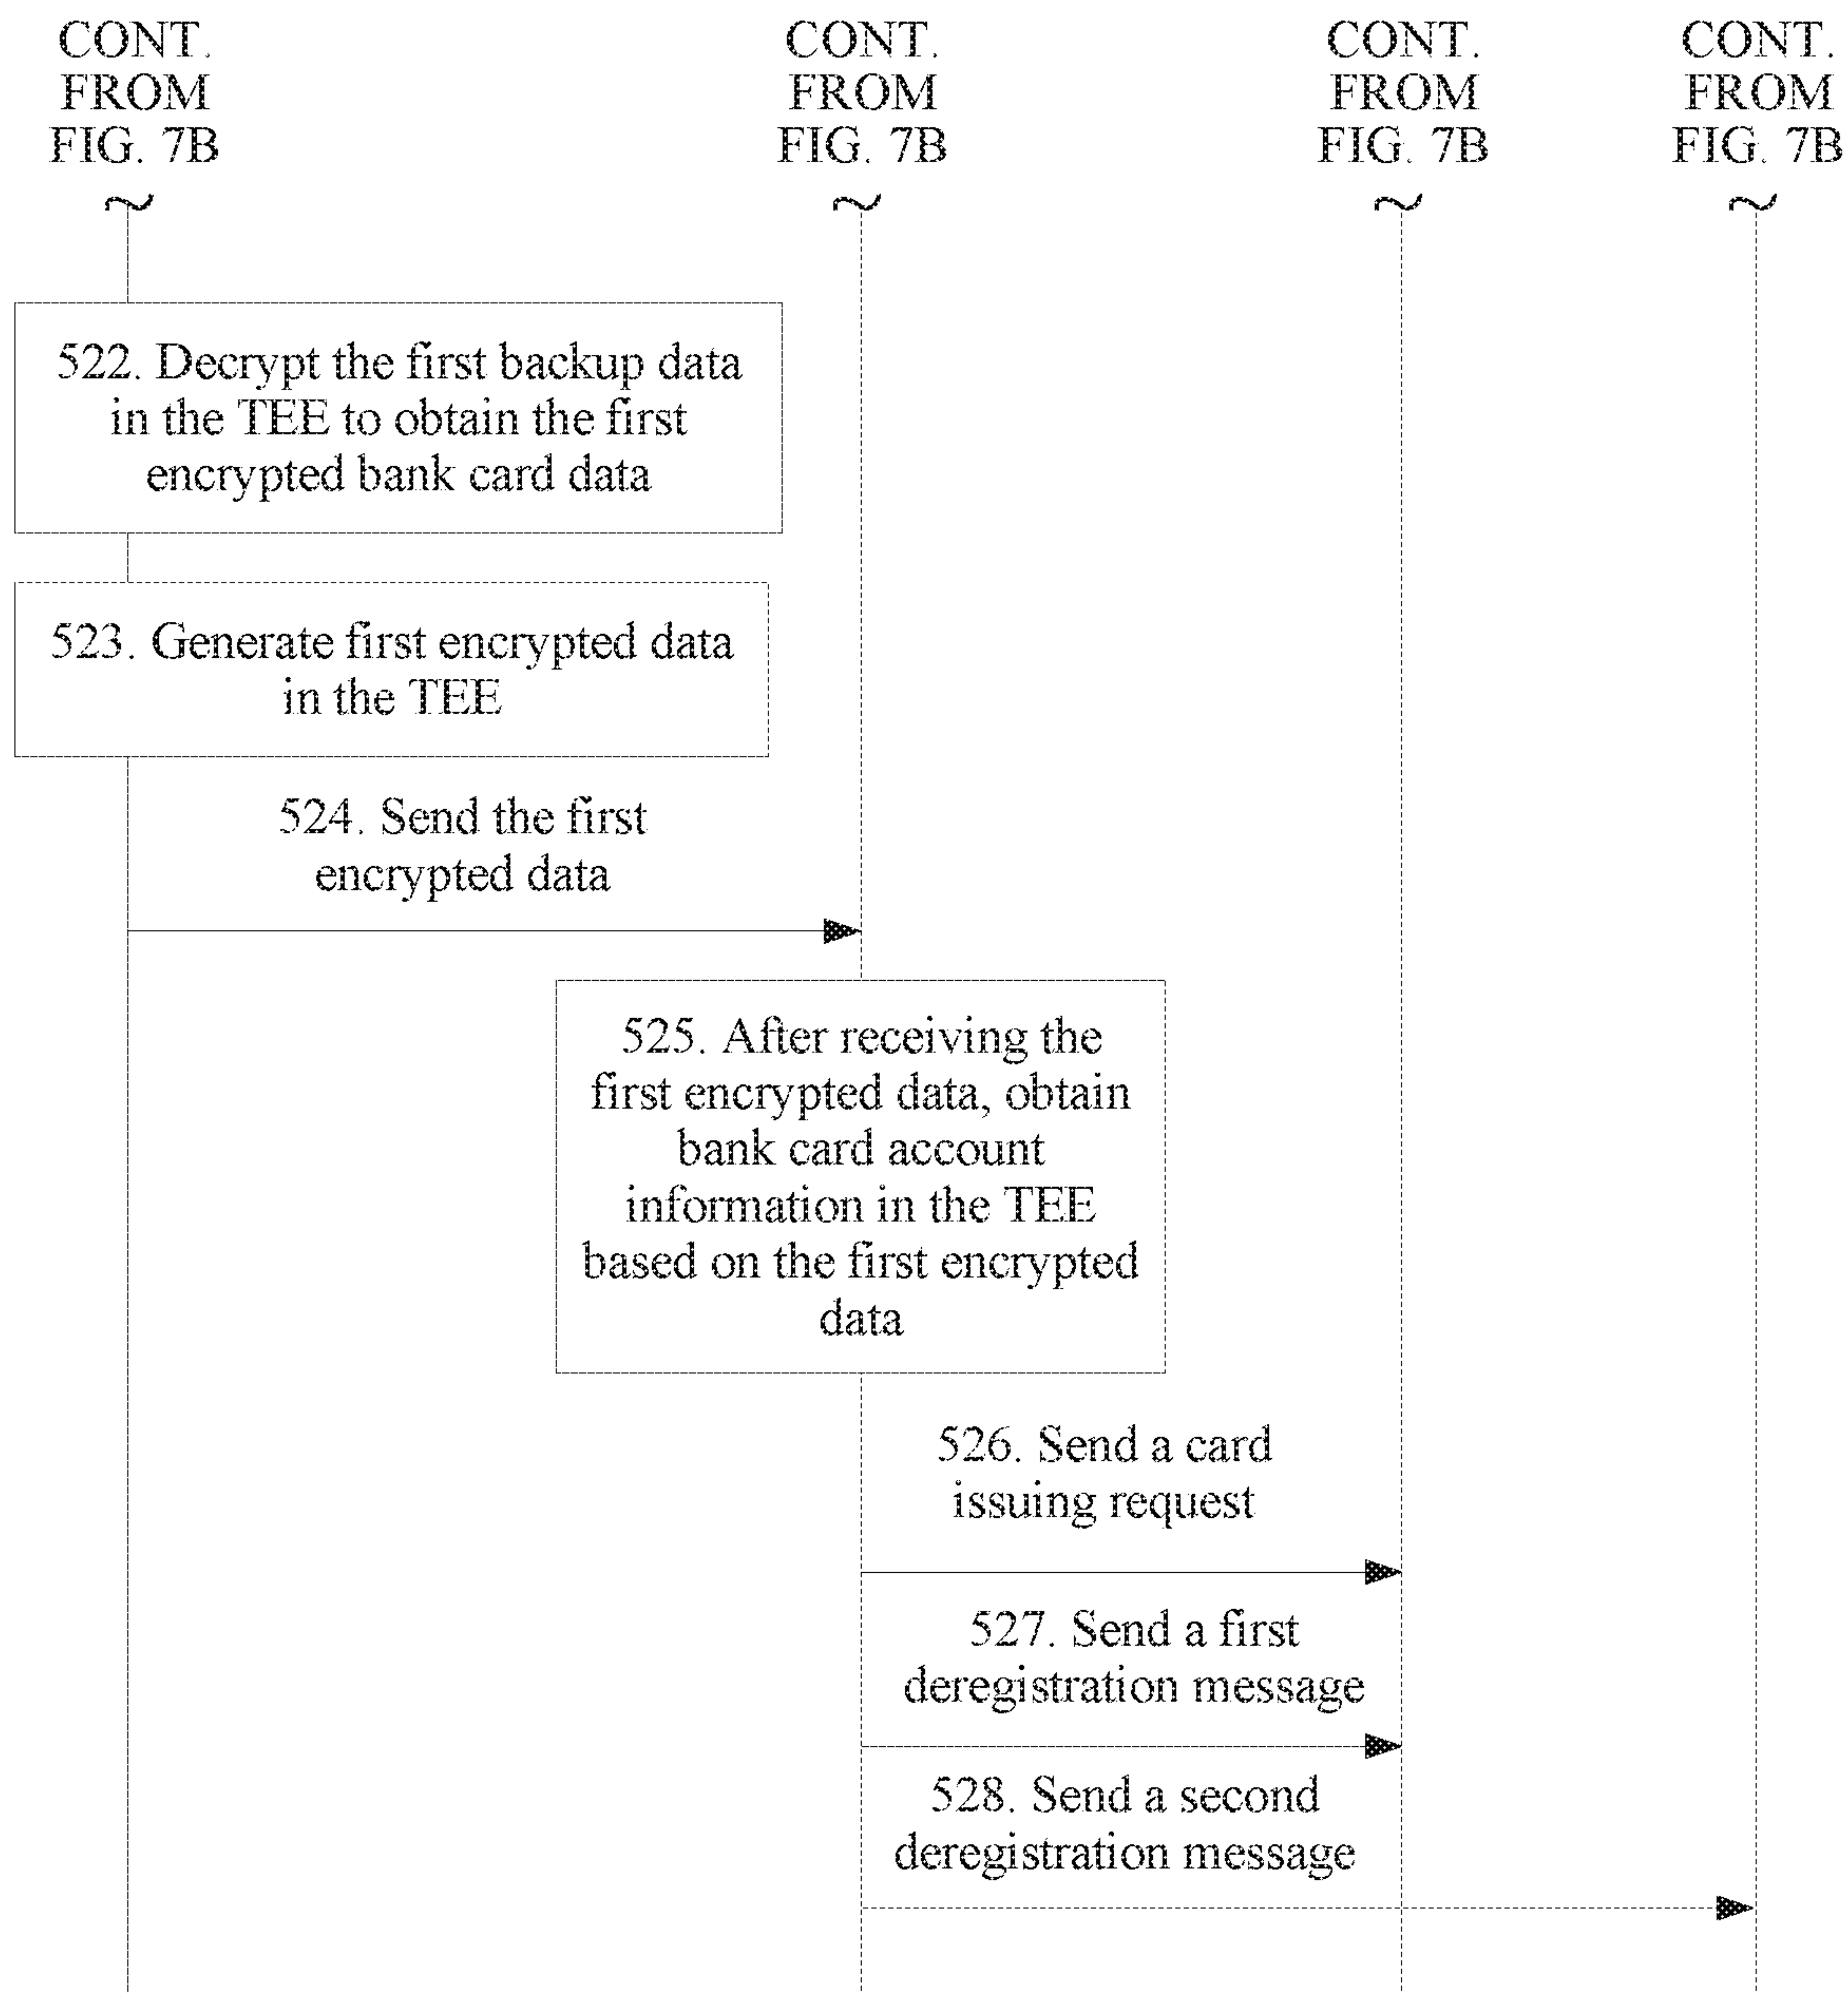 CONT.
FROM
FIG. 7B
CONT.
FROM
FIG. 7B
CONT.
FROM
FIG. 7B
CONT.
FROM
FIG. 7B
522. Decrypt the first backup data
in the TEE to obtain the first
encrypted bank card data
523. Generate first encrypted data
in the TEE
524. Send the first
encrypted data
525. After receiving the
first encrypted data, obtain
bank card account
information in the TEE
based on the first encrypted
data
526. Send a card
issuing request
527. Send a first
deregistration message
528. Send a second
deregistration message